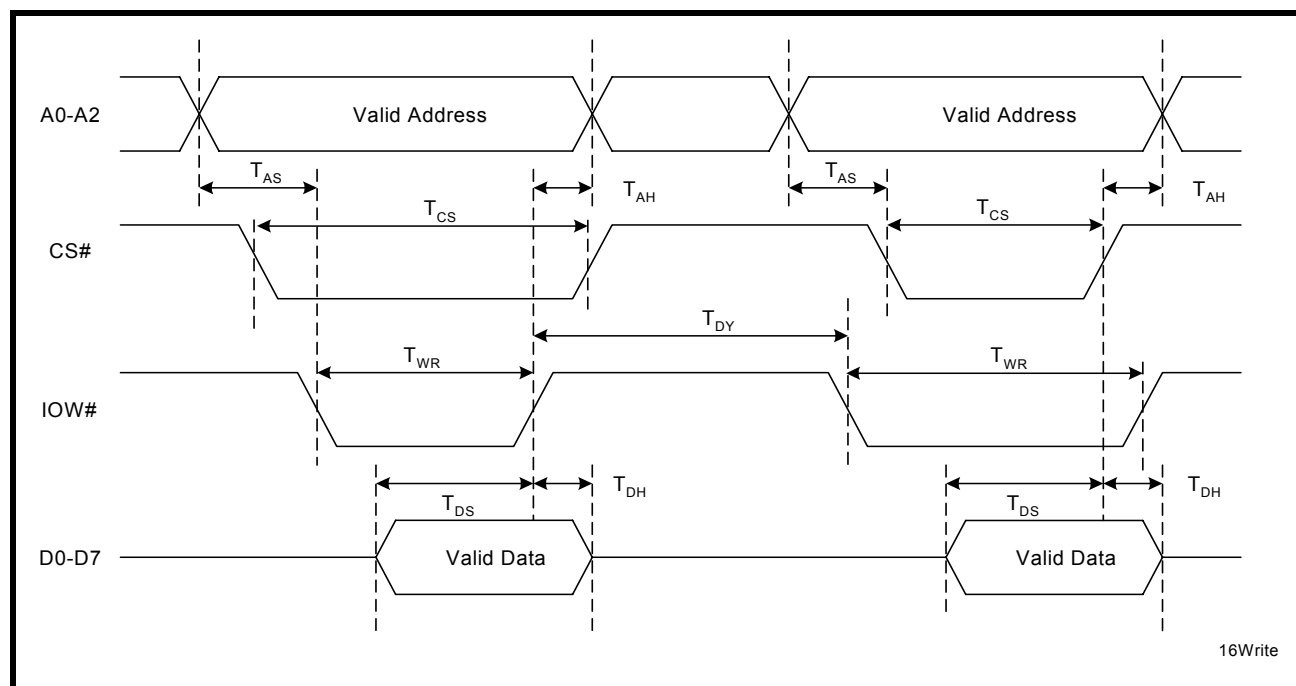 A0-A2
Valid Address
Valid Address
TAS
TAH
TAS
TAH
TCS
TCS
CS#
TDY
TWR
TWR
IOW#
TDS
TDH
TDS
TDH
D0-D7
Valid Data
Valid Data
16Write